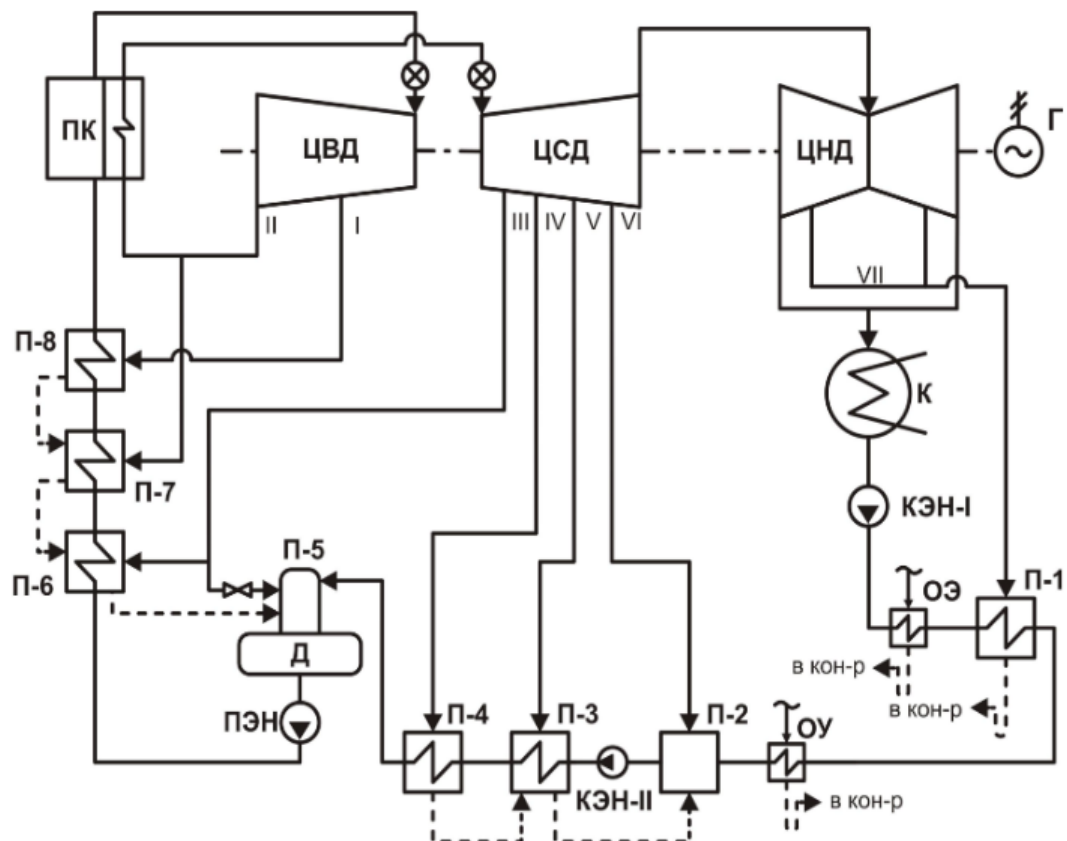 Г
ПК
ЦВД
ЦСД
ЦНД
II
I
III
IV
V
VI
VII
П-8
К
П-7
КЭН-I
П-5
П-6
ОЭ
П-1
Д
в кон-р
ПЭН
П-4
П-3
П-2
ОУ
в кон-р
КЭН-II
в кон-р